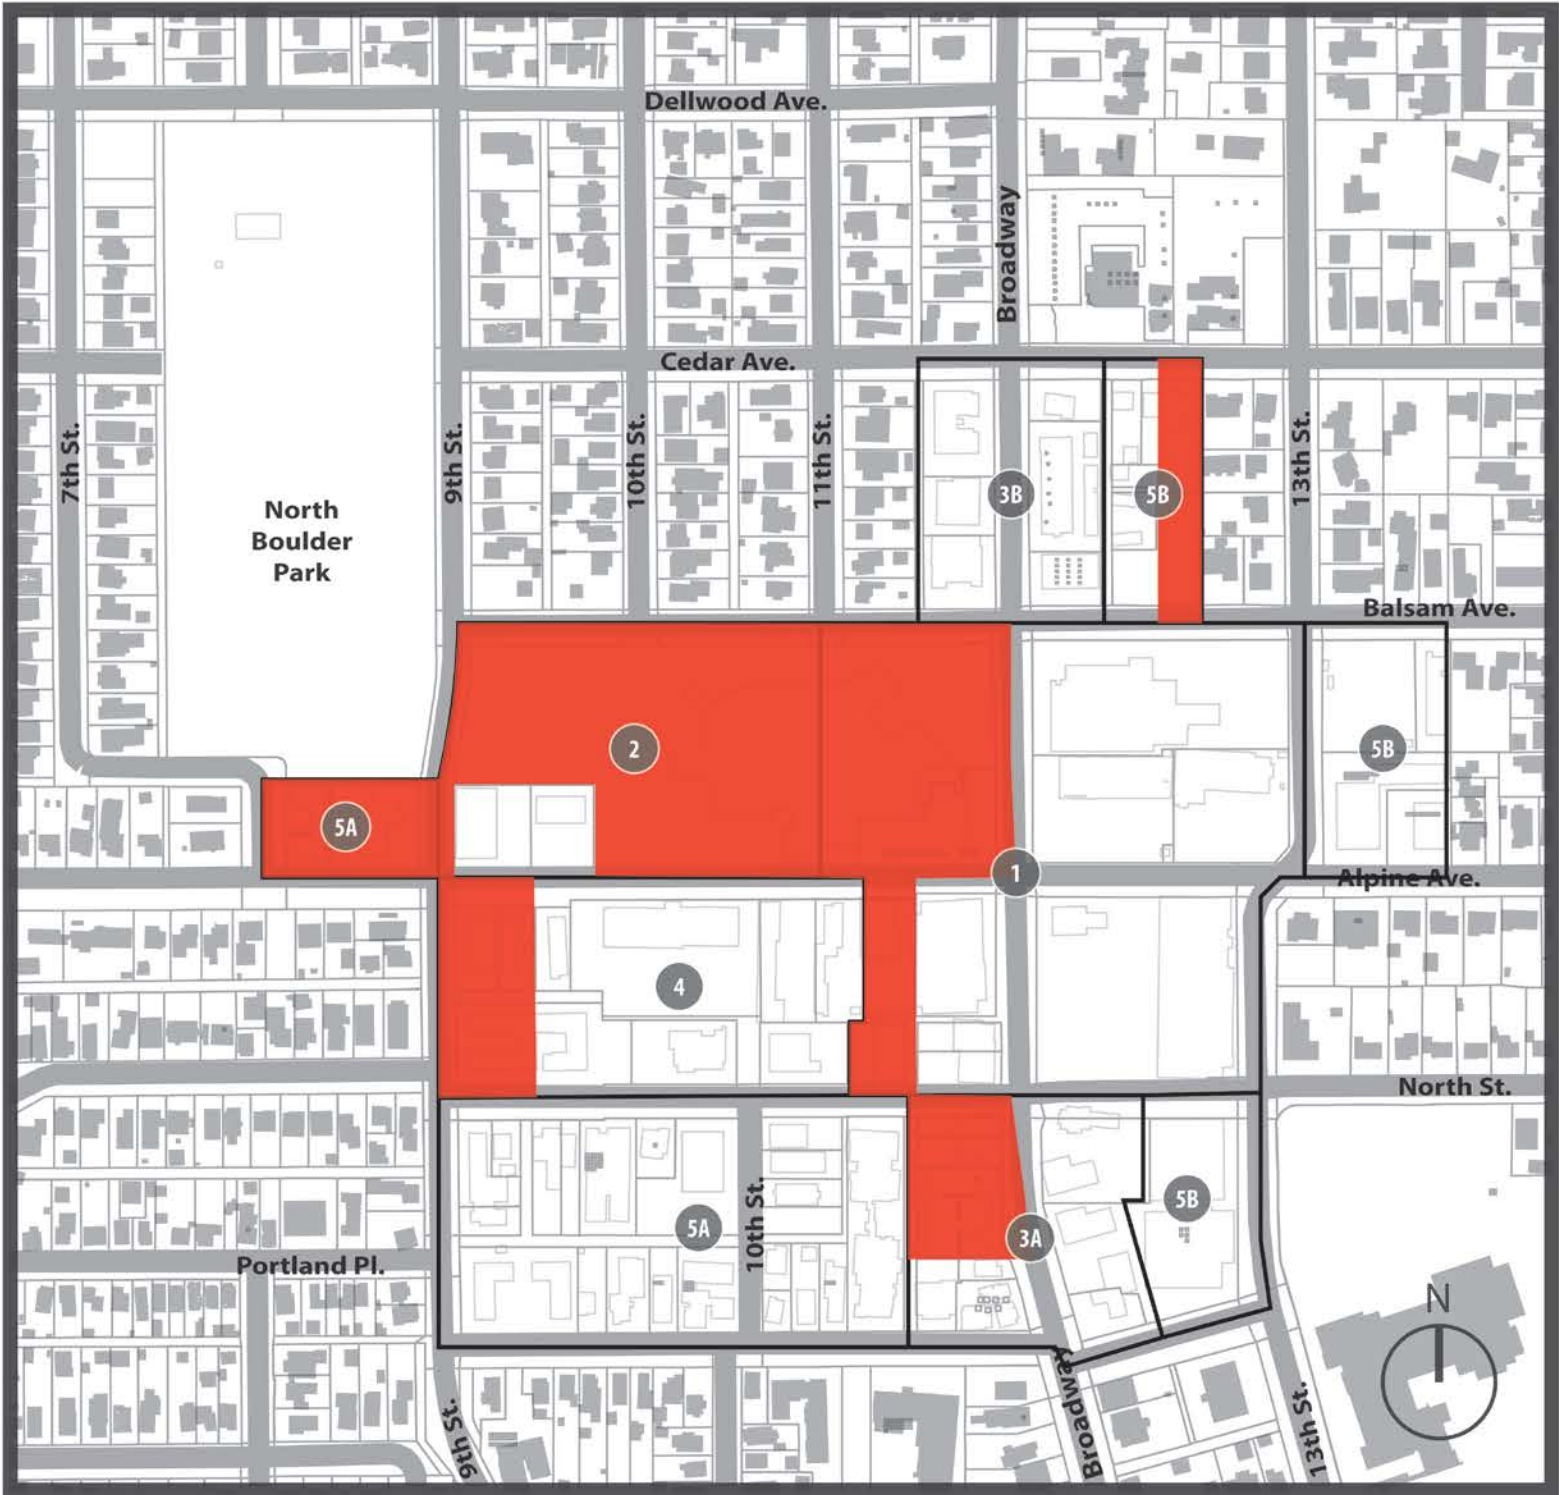 Dellwood Ave.
Broadway
Cedar Ave.
7th St.
9th St.
10th St.
11th St.
13th St.
North
Boulder
Park
3B
5B
Balsam Ave.
2
5B
5A
1
Alpine Ave.
4
North St.
5A
10th St.
3A
5B
Portland Pl.
N
9th St.
Broadway
13th St.